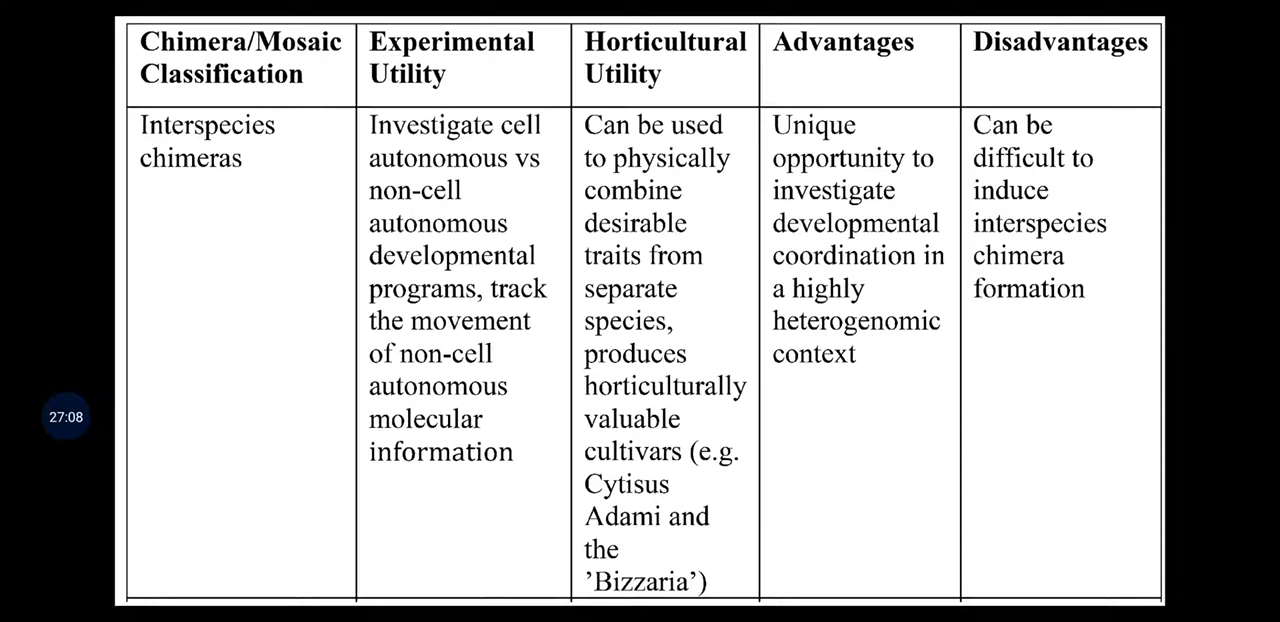 Chimera/Mosaic Classification
Experimental Utility
Horticultural Utility
Advantages
Disadvantages
Interspecies
chimeras
Investigate cell
autonomous vs
non-cell
autonomous
developmental
programs, track
the movement
of non-cell
autonomous
molecular
information
Can be used
to physically
combine
desirable
traits from
separate
species,
produces
horticulturally
valuable
cultivars (e.g.
Cytisus
Adami and
the
’Bizzaria’)
Unique
opportunity to
investigate
developmental
coordination in
a highly
heterogenomic
context
Can be
difficult to
induce
interspecies
chimera
formation
27:08